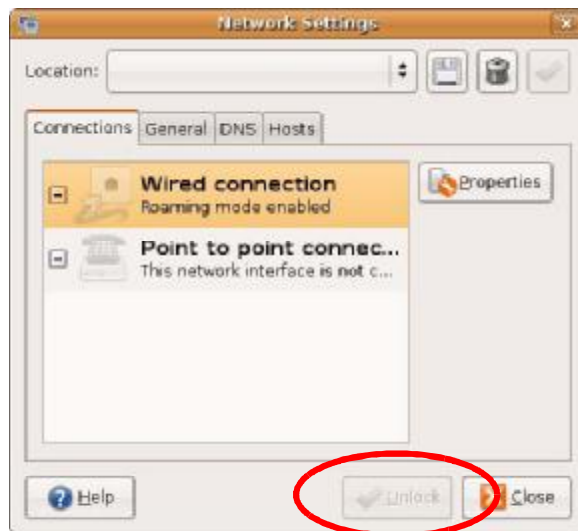 Network Settings
Location:
Connections General DNS Hosts
Wired connection
Roaming mode enabled
Properties
Point to point connec...
This network interface is not c...
Help Unlock Close